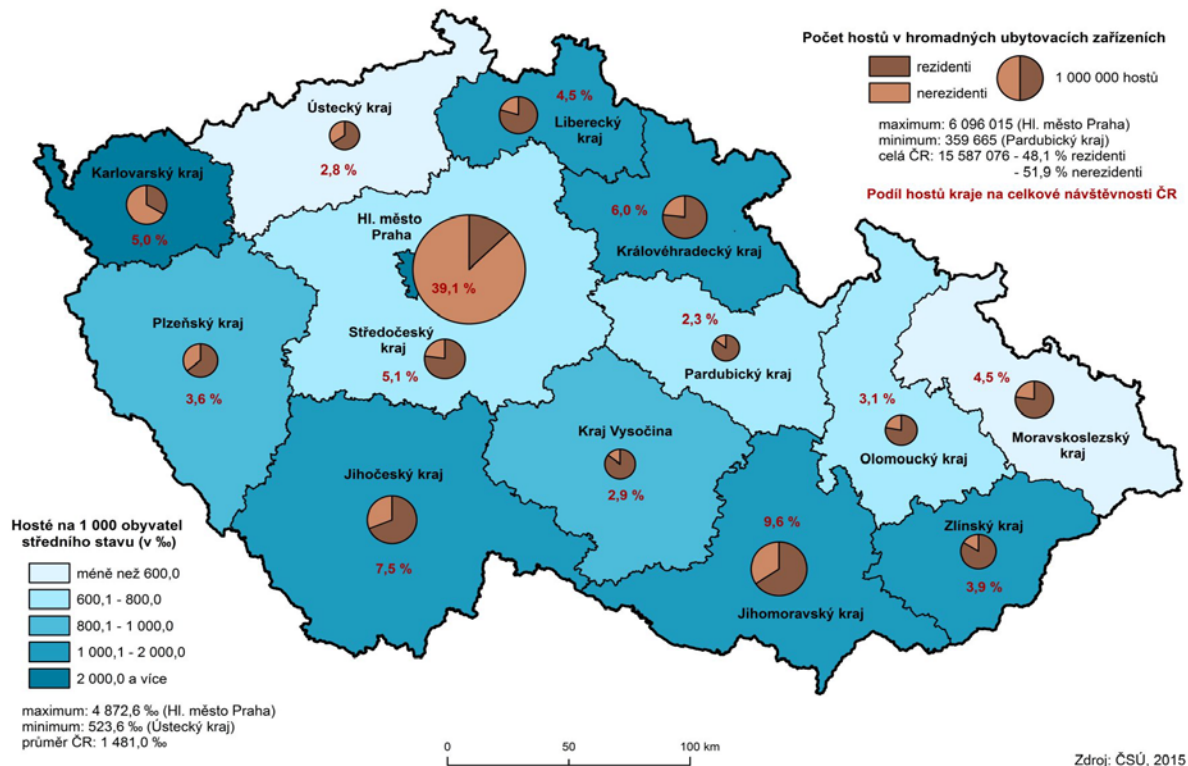 Počet hostů v hromadných ubytovacích zařízeních
rezidenti
nerezidenti
1 000 000 hostů
maximum: 6 096 015 (Hl. město Praha)
minimum: 359 665 (Pardubický kraj)
celá ČR: 15 587 076 - 48,1 % rezidenti
- 51,9 % nerezidenti
Podíl hostů kraje na celkové návštěvnosti ČR
Ústecký kraj
2,8 %
4,5 %
Liberecký
kraj
Karlovarský kraj
5,0 %
Hl. město
Praha
39,1 %
6,0 %
Královéhradecký kraj
Plzeňský kraj
3,6 %
Středočeský
kraj
5,1 %
2,3 %
Pardubický kraj
3,1 %
Olomoucký kraj
4,5 %
Moravskoslezský
kraj
Kraj Vysočina
2,9 %
Jihočeský kraj
7,5 %
9,6 %
Jihomoravský kraj
Zlínský kraj
3,9 %
Hosté na 1 000 obyvatel
středního stavu (v ‰)
méně než 600,0
600,1 - 800,0
800,1 - 1 000,0
1 000,1 - 2 000,0
2 000,0 a více
maximum: 4 872,6 ‰ (Hl. město Praha)
minimum: 523,6 ‰ (Ústecký kraj)
průměr ČR: 1 481,0 ‰
0 50 100 km
Zdroj: ČSÚ, 2015